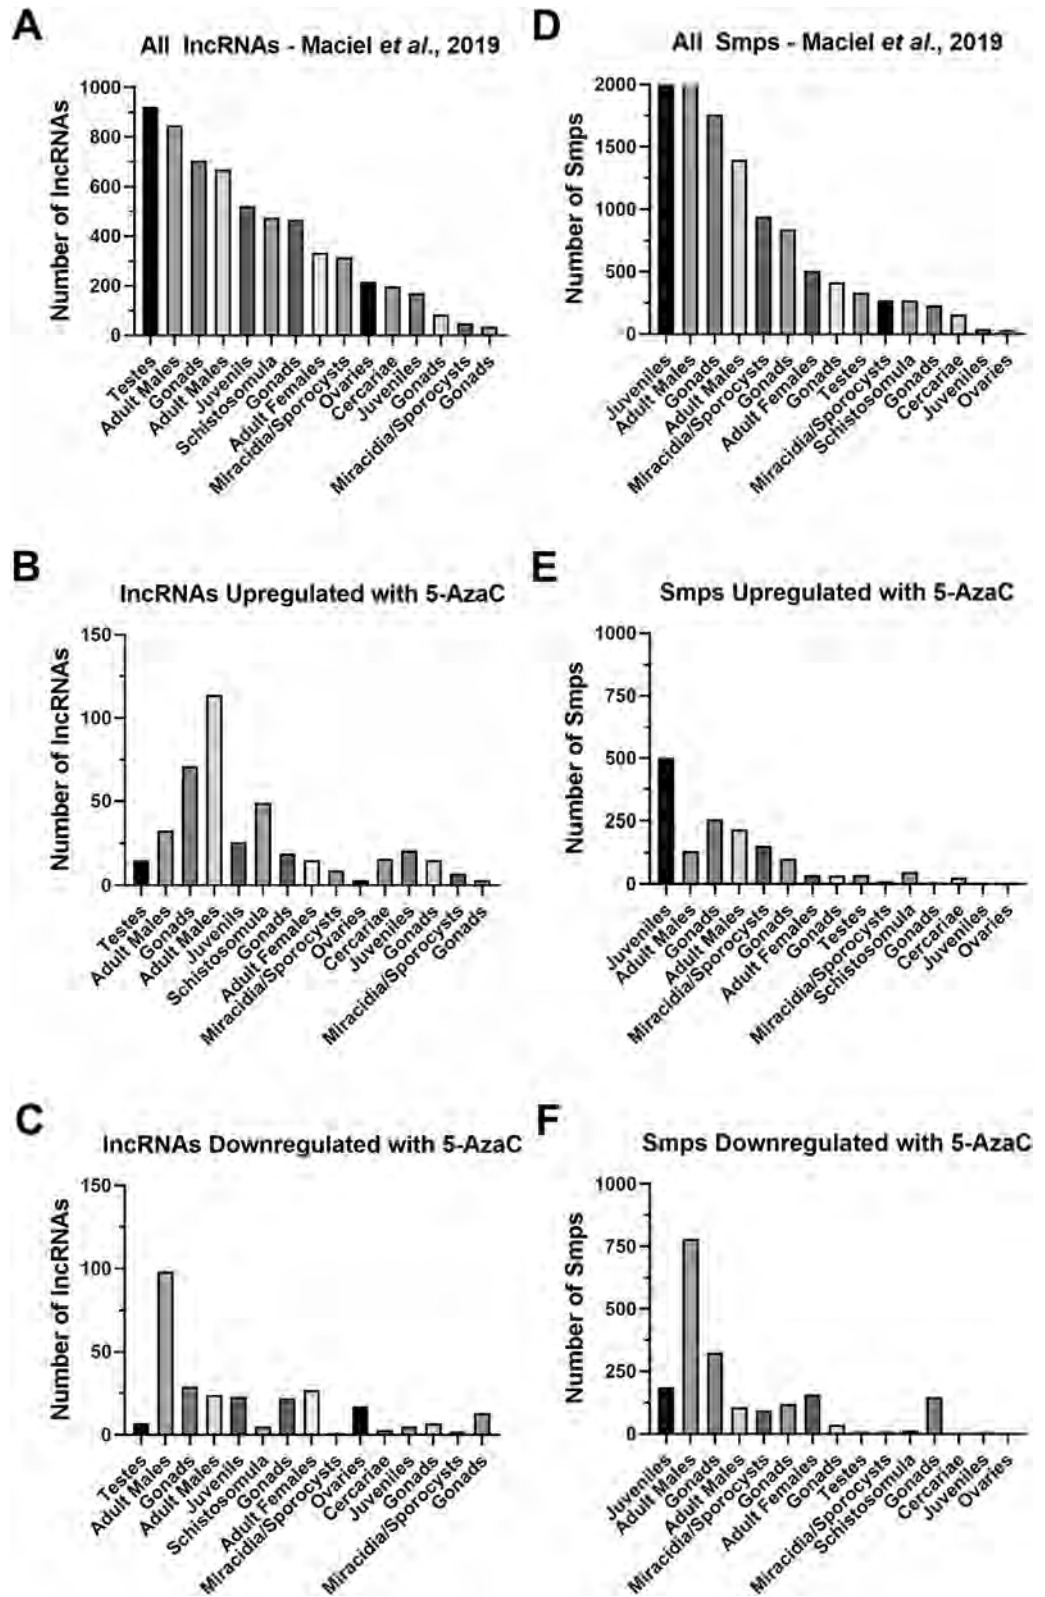 A
All lncRNAs - Maciel et al., 2019
Number of lncRNAs
1000
800
600
400
200
0
Testes
Adult Males
Gonads
Adult Males
Juvenils
Schistosomula
Gonads
Adult Females
Miracidia/Sporocysts
Ovaries
Cercariae
Juveniles
Gonads
Miracidia/Sporocysts
Gonads
D
All Smps - Maciel et al., 2019
Number of Smps
2000
1500
1000
500
0
Juveniles
Adult Males
Gonads
Adult Males
Miracidia/Sporocysts
Gonads
Adult Females
Gonads
Testes
Miracidia/Sporocysts
Schistosomula
Gonads
Cercariae
Juveniles
Ovaries
B
lncRNAs Upregulated with 5-AzaC
Number of lncRNAs
150
100
50
0
Testes
Adult Males
Gonads
Adult Males
Juvenils
Schistosomula
Gonads
Adult Females
Miracidia/Sporocysts
Ovaries
Cercariae
Juveniles
Gonads
Miracidia/Sporocysts
Gonads
E
Smps Upregulated with 5-AzaC
Number of Smps
1000
750
500
250
0
Juveniles
Adult Males
Gonads
Adult Males
Miracidia/Sporocysts
Gonads
Adult Females
Gonads
Testes
Miracidia/Sporocysts
Schistosomula
Gonads
Cercariae
Juveniles
Ovaries
C
lncRNAs Downregulated with 5-AzaC
Number of lncRNAs
150
100
50
0
Testes
Adult Males
Gonads
Adult Males
Juvenils
Schistosomula
Gonads
Adult Females
Miracidia/Sporocysts
Ovaries
Cercariae
Juveniles
Gonads
Miracidia/Sporocysts
Gonads
F
Smps Downregulated with 5-AzaC
Number of Smps
1000
750
500
250
0
Juveniles
Adult Males
Gonads
Adult Males
Miracidia/Sporocysts
Gonads
Adult Females
Gonads
Testes
Miracidia/Sporocysts
Schistosomula
Gonads
Cercariae
Juveniles
Ovaries